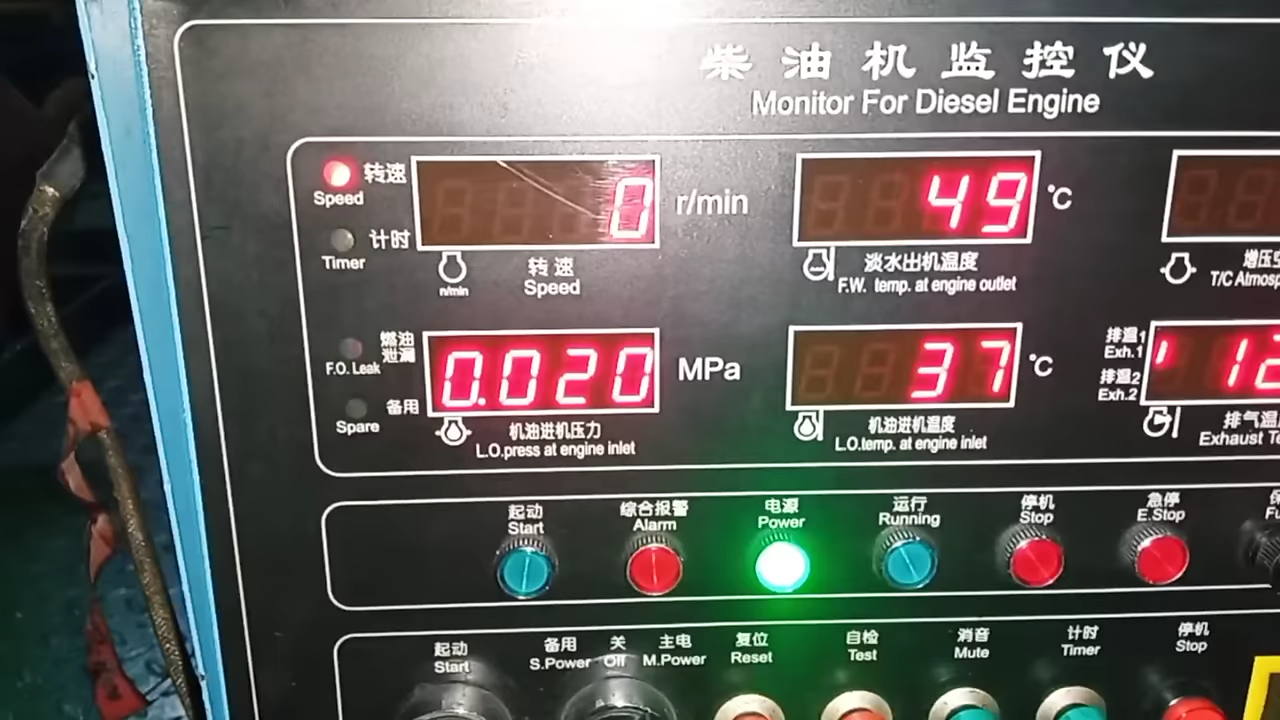 柴油机监控仪
Monitor For Diesel Engine
转速
Speed
0
r/min
n/min
转速
Speed
计时
Timer
49
℃
淡水出机温度
F.W. temp. at engine outlet
增压
T/C
燃油
泄漏
F.O. Leak
备用
Spare
0.020
MPa
机油进机压力
L.O.press at engine inlet
37
℃
机油进机温度
L.O.temp. at engine inlet
排温1
Exh.1
排温2
Exh.2
排气温
Exhaust
起动
Start
综合报警
Alarm
电源
Power
运行
Running
停机
Stop
急停
E.Stop
起动
Start
备用
S.Power
关
Off
主电
M.Power
复位
Reset
自检
Test
消音
Mute
计时
Timer
停机
Stop